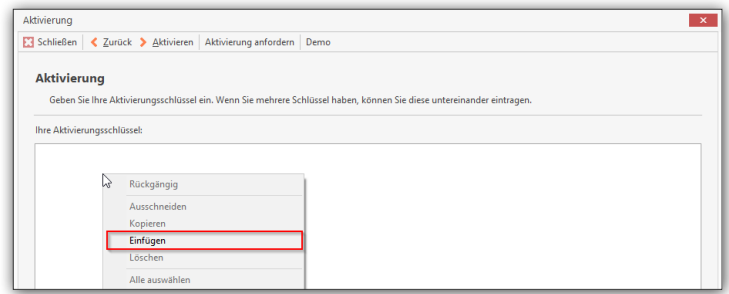 Aktivierung
Schließen Zurück Aktivieren Aktivierung anfordern Demo
Aktivierung
Geben Sie Ihre Aktivierungsschlüssel ein. Wenn Sie mehrere Schlüssel haben, können Sie diese untereinander eintragen.
Ihre Aktivierungsschlüssel:
Rückgängig
Ausschneiden
Kopieren
Einfügen
Löschen
Alle auswählen